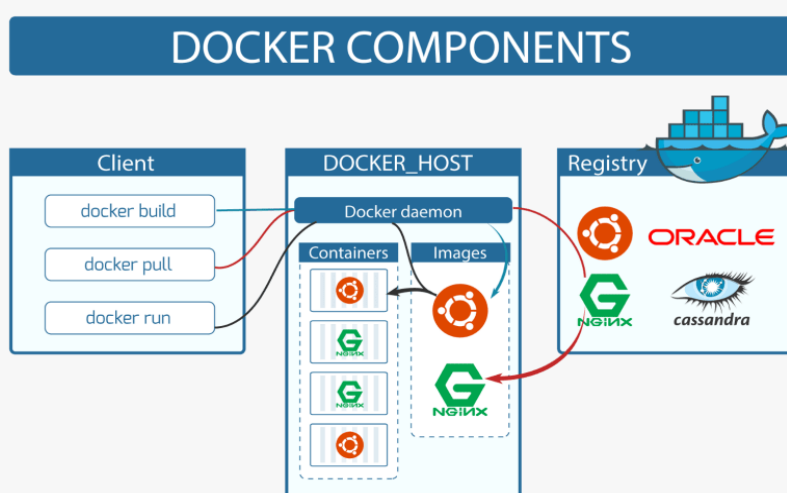 DOCKER COMPONENTS
Client
docker build
docker pull
docker run
DOCKER_HOST
Docker daemon
Containers
NGiNX
NGiNX
Images
NGiNX
Registry
ORACLE
NGiNX
cassandra